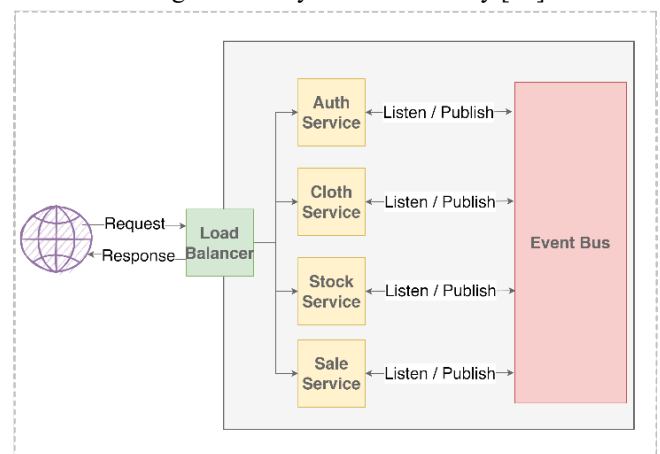 Auth
Service
Listen / Publish
Cloth
Service
Listen / Publish
Request
Load
Balancer
Response
Event Bus
Stock
Service
Listen / Publish
Sale
Service
Listen / Publish